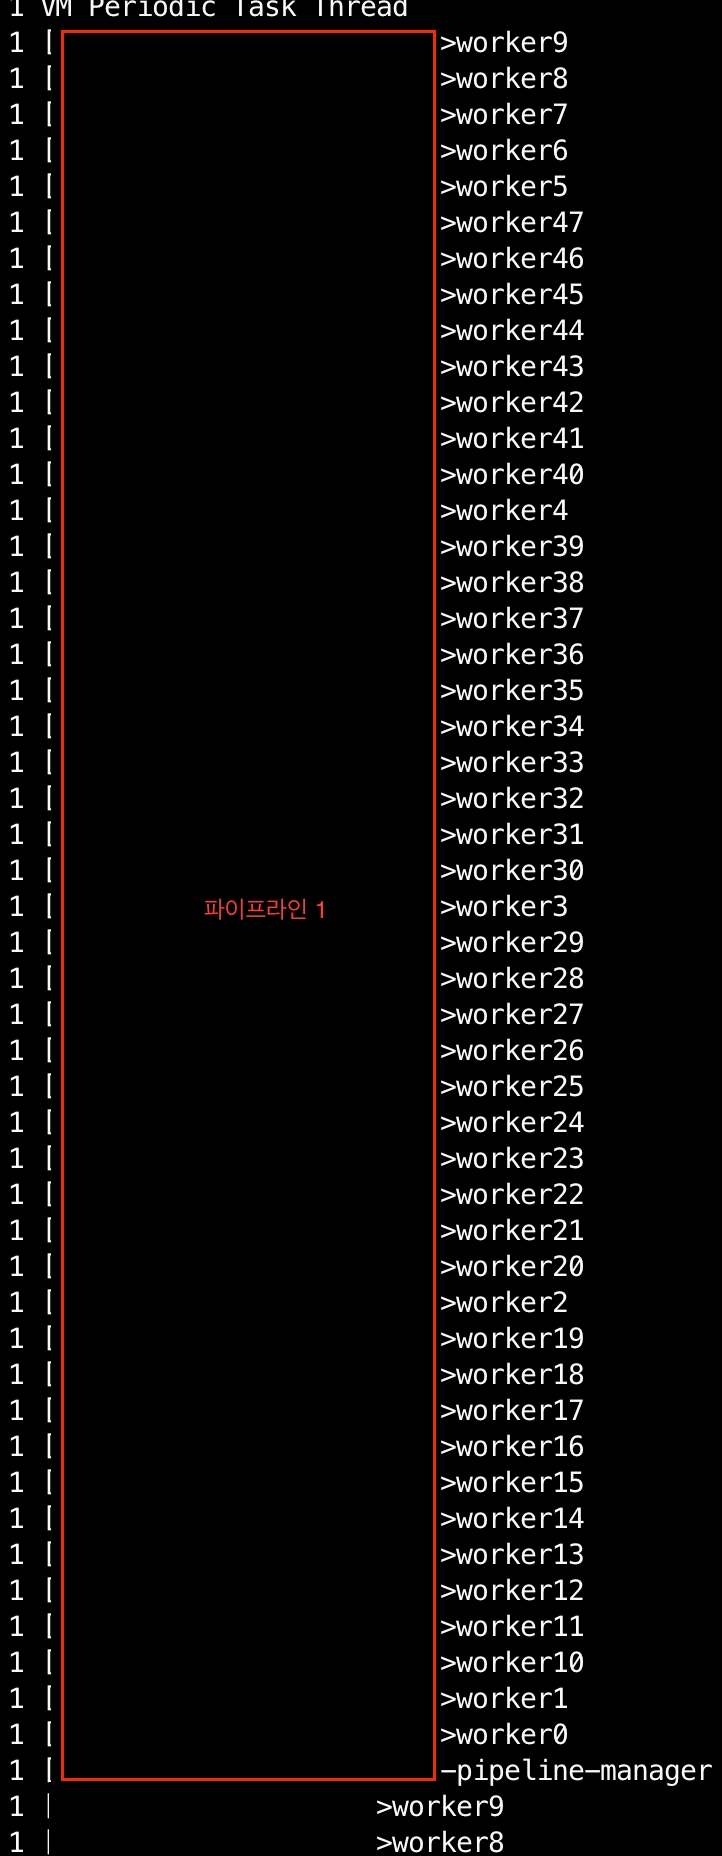 1 VM Periodic Task Thread
1 [ >worker9
1 [ >worker8
1 [ >worker7
1 [ >worker6
1 [ >worker5
1 [ >worker47
1 [ >worker46
1 [ >worker45
1 [ >worker44
1 [ >worker43
1 [ >worker42
1 [ >worker41
1 [ >worker40
1 [ >worker4
1 [ >worker39
1 [ >worker38
1 [ >worker37
1 [ >worker36
1 [ >worker35
1 [ >worker34
1 [ >worker33
1 [ >worker32
1 [ >worker31
1 [ >worker30
1 [ 파이프라인 1 >worker3
1 [ >worker29
1 [ >worker28
1 [ >worker27
1 [ >worker26
1 [ >worker25
1 [ >worker24
1 [ >worker23
1 [ >worker22
1 [ >worker21
1 [ >worker20
1 [ >worker2
1 [ >worker19
1 [ >worker18
1 [ >worker17
1 [ >worker16
1 [ >worker15
1 [ >worker14
1 [ >worker13
1 [ >worker12
1 [ >worker11
1 [ >worker10
1 [ >worker1
1 [ >worker0
1 [ -pipeline-manager
1 | >worker9
1 | >worker8